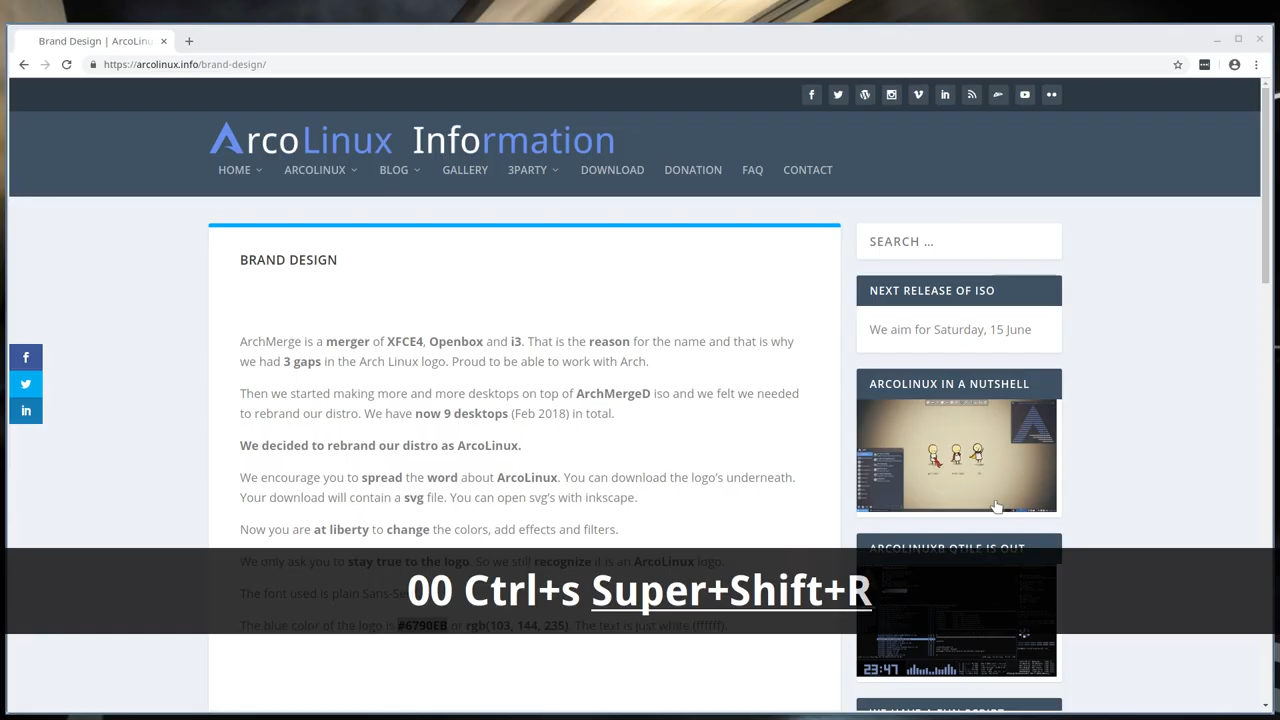 Brand Design | ArcoLinu
https://arcolinux.info/brand-design/
ArcoLinux Information
HOME ARCOLINUX BLOG GALLERY 3PARTY DOWNLOAD DONATION FAQ CONTACT
BRAND DESIGN
ArchMerge is a merger of XFCE4, Openbox and i3. That is the reason for the name and that is why
we had 3 gaps in the Arch Linux logo. Proud to be able to work with Arch.
Then we started making more and more desktops on top of ArchMergeD iso and we felt we needed
to rebrand our distro. We have now 9 desktops (Feb 2018) in total.
We decided to rebrand our distro as ArcoLinux.
We encourage you to spread the word about ArcoLinux. You can download the logo's underneath.
Your download will contain a svg file. You can open svg's with inkscape.
Now you are at liberty to change the colors, add effects and filters.
We only ask you to stay true to the logo. So we still recognize it is an ArcoLinux logo.
The font used is plain Sans-Se
The blue color of the logo is #6790EB or rgb(103, 144, 235). The text is just white (ffffff).
SEARCH …
NEXT RELEASE OF ISO
We aim for Saturday, 15 June
ARCOLINUX IN A NUTSHELL
ARCOLINUXB QTILE IS OUT
23:47
WE HAVE A FUN SCRIPT
00 Ctrl+s Super+Shift+R